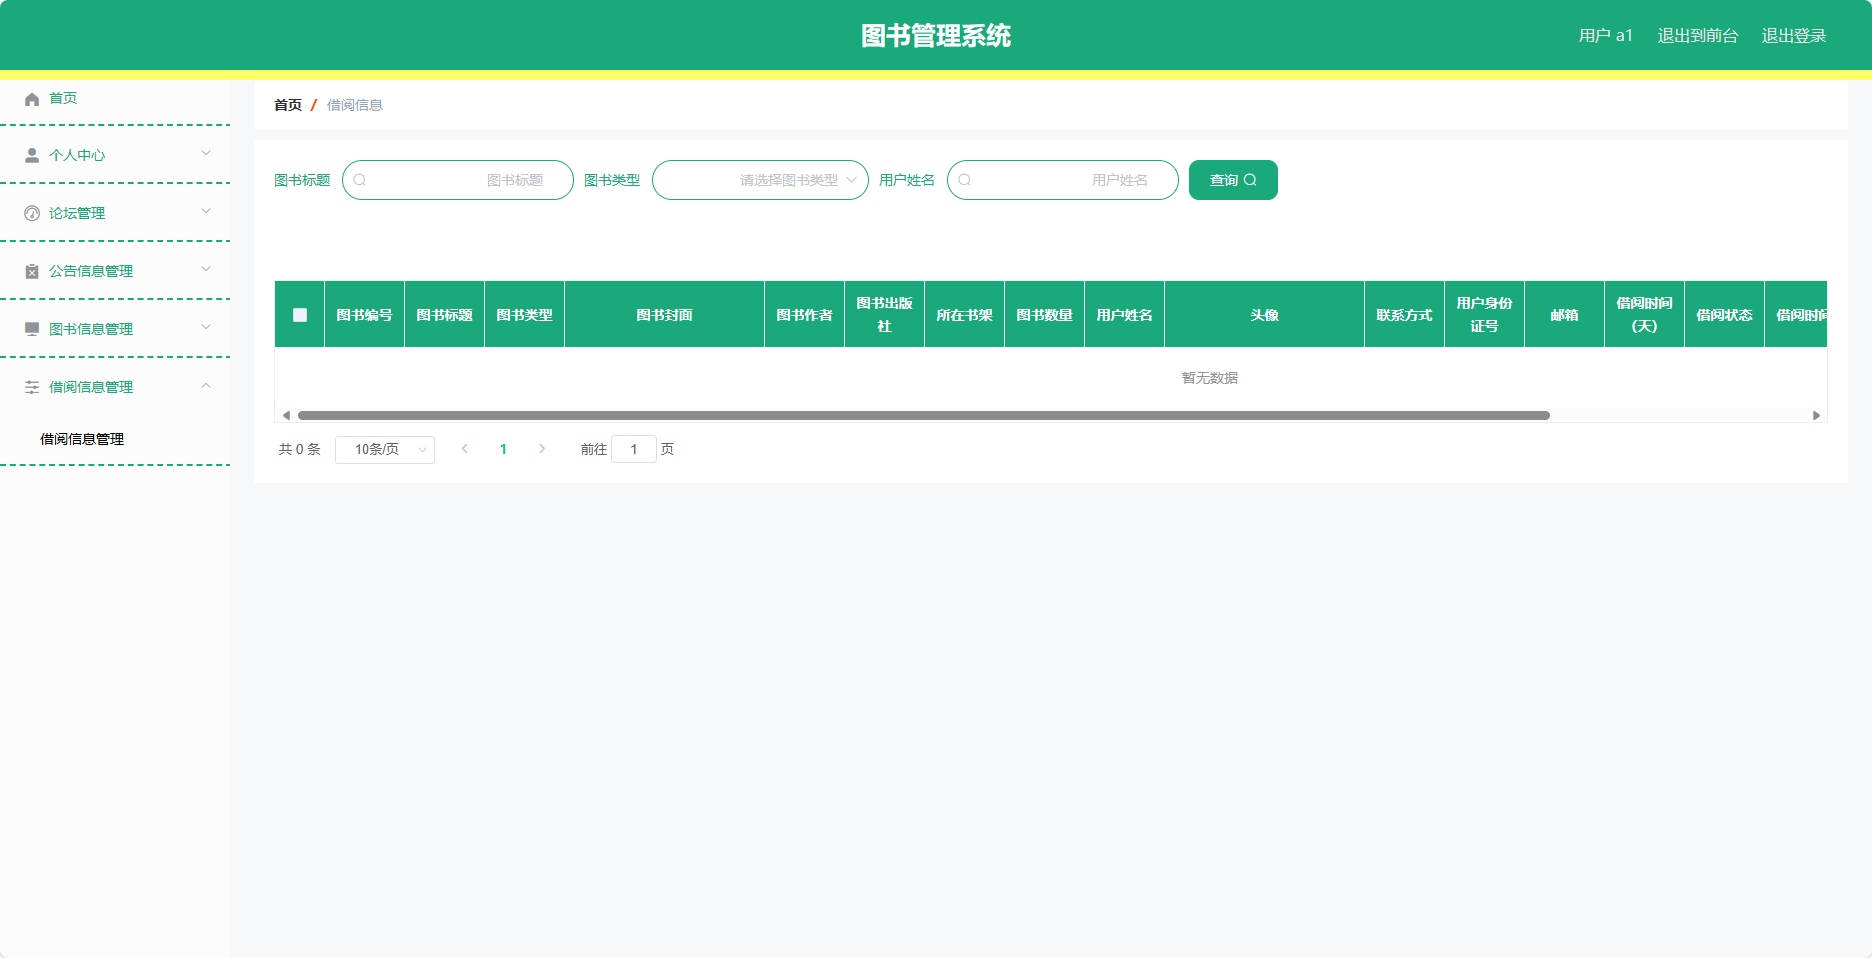 图书管理系统
用户 a1 退出到前台 退出登录
首页
个人中心
论坛管理
公告信息管理
图书信息管理
借阅信息管理
借阅信息管理
首页 / 借阅信息
图书标题 图书标题 图书类型 请选择图书类型 用户姓名 用户姓名 查询
图书编号 图书标题 图书类型 图书封面 图书作者 图书出版社 所在书架 图书数量 用户姓名 头像 联系方式 用户身份证号 邮箱 借阅时间(天) 借阅状态 借阅时间
暂无数据
共 0 条 10条/页 1 前往 1 页